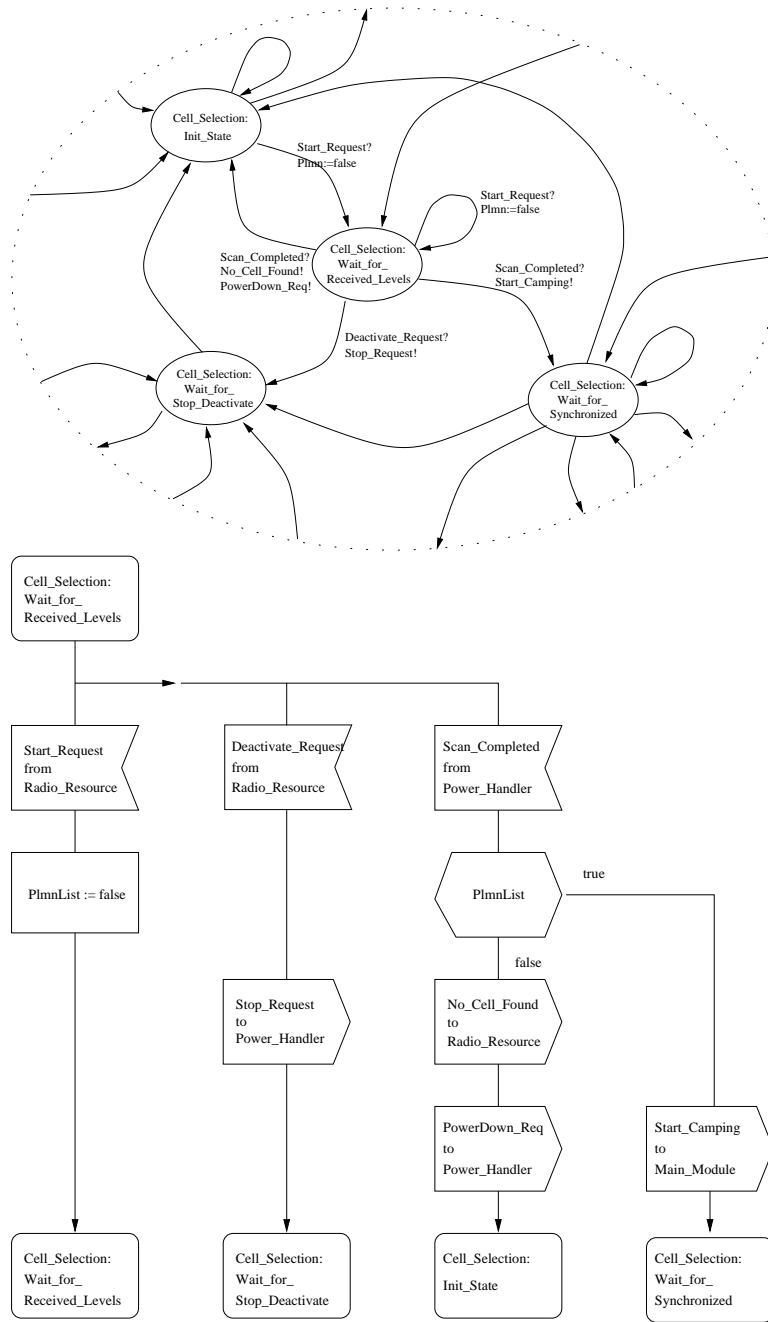 Cell_Selection:
Init_State
Start_Request?
Plmn:=false
Start_Request?
Plmn:=false
Cell_Selection:
Wait_for_
Received_Levels
Scan_Completed?
No_Cell_Found!
PowerDown_Req!
Scan_Completed?
Start_Camping!
Deactivate_Request?
Stop_Request!
Cell_Selection:
Wait_for_
Stop_Deactivate
Cell_Selection:
Wait_for_
Synchronized
Cell_Selection:
Wait_for_
Received_Levels
Start_Request
from
Radio_Resource
Deactivate_Request
from
Radio_Resource
Scan_Completed
from
Power_Handler
PlmnList := false
PlmnList
true
false
Stop_Request
to
Power_Handler
No_Cell_Found
to
Radio_Resource
PowerDown_Req
to
Power_Handler
Start_Camping
to
Main_Module
Cell_Selection:
Wait_for_
Received_Levels
Cell_Selection:
Wait_for_
Stop_Deactivate
Cell_Selection:
Init_State
Cell_Selection:
Wait_for_
Synchronized